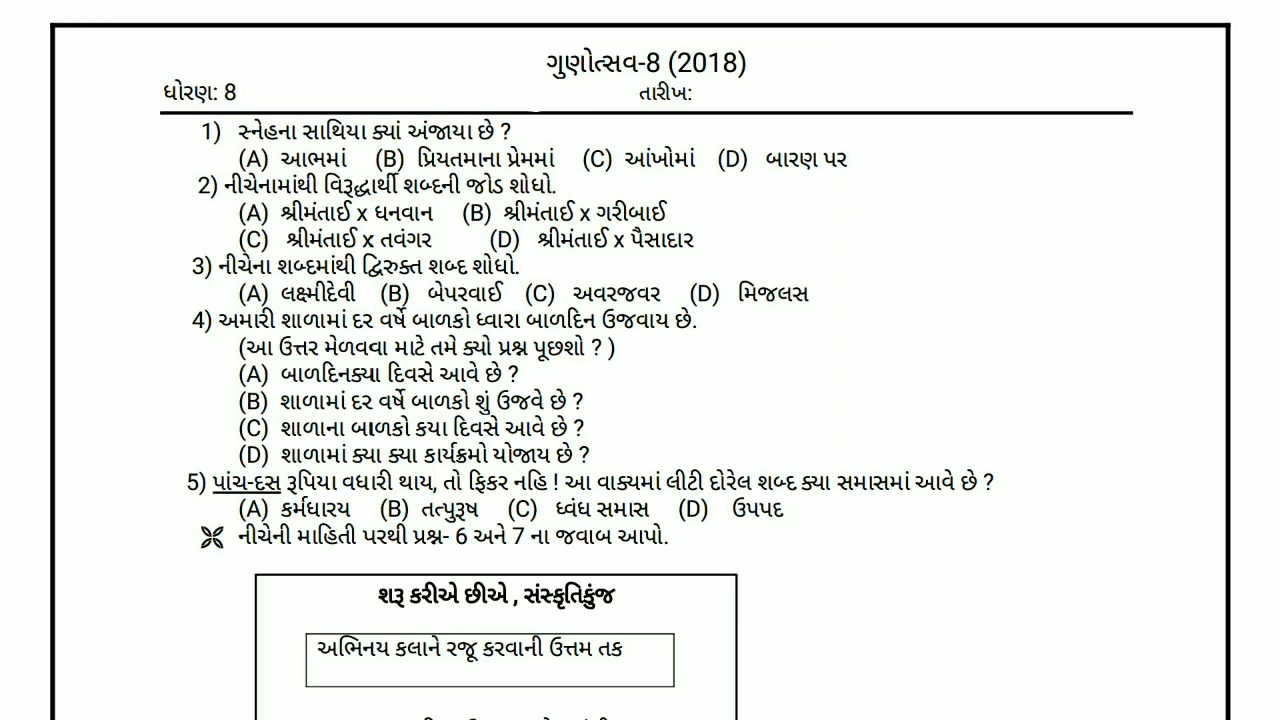 ગુણોત્સવ-8 (2018)
ધોરણ: 8 તારીખ:
1) સ્નેહના સાથિયા ક્યાં અંજાયા છે ?
(A) આભમાં (B) પ્રિયતમાના પ્રેમમાં (C) આંખોમાં (D) બારણ પર
2) નીચેનામાંથી વિરૂદ્ધાર્થી શબ્દની જોડ શોધો.
(A) શ્રીમંતાઈ x ધનવાન (B) શ્રીમંતાઈ x ગરીબાઈ
(C) શ્રીમંતાઈ x તવંગર (D) શ્રીમંતાઈ x પૈસાદાર
3) નીચેના શબ્દમાંથી દ્વિરુક્ત શબ્દ શોધો.
(A) લક્ષ્મીદેવી (B) બેપરવાઈ (C) અવરજવર (D) મિજલસ
4) અમારી શાળામાં દર વર્ષે બાળકો ધ્વારા બાળદિન ઉજવાય છે.
(આ ઉત્તર મેળવવા માટે તમે ક્યો પ્રશ્ન પૂછશો ? )
(A) બાળદિનક્યા દિવસે આવે છે ?
(B) શાળામાં દર વર્ષે બાળકો શું ઉજવે છે ?
(C) શાળાના બાળકો કયા દિવસે આવે છે ?
(D) શાળામાં ક્યા ક્યા કાર્યક્રમો યોજાય છે ?
5) પાંચ-દસ રૂપિયા વધારી થાય, તો ફિકર નહિ ! આ વાક્યમાં લીટી દોરેલ શબ્દ ક્યા સમાસમાં આવે છે ?
(A) કર્મધારય (B) તત્પુરૂષ (C) ધ્વંધ સમાસ (D) ઉપપદ
નીચેની માહિતી પરથી પ્રશ્ન- 6 અને 7 ના જવાબ આપો.
શરૂ કરીએ છીએ , સંસ્કૃતિકુંજ
અભિનય કલાને રજૂ કરવાની ઉત્તમ તક